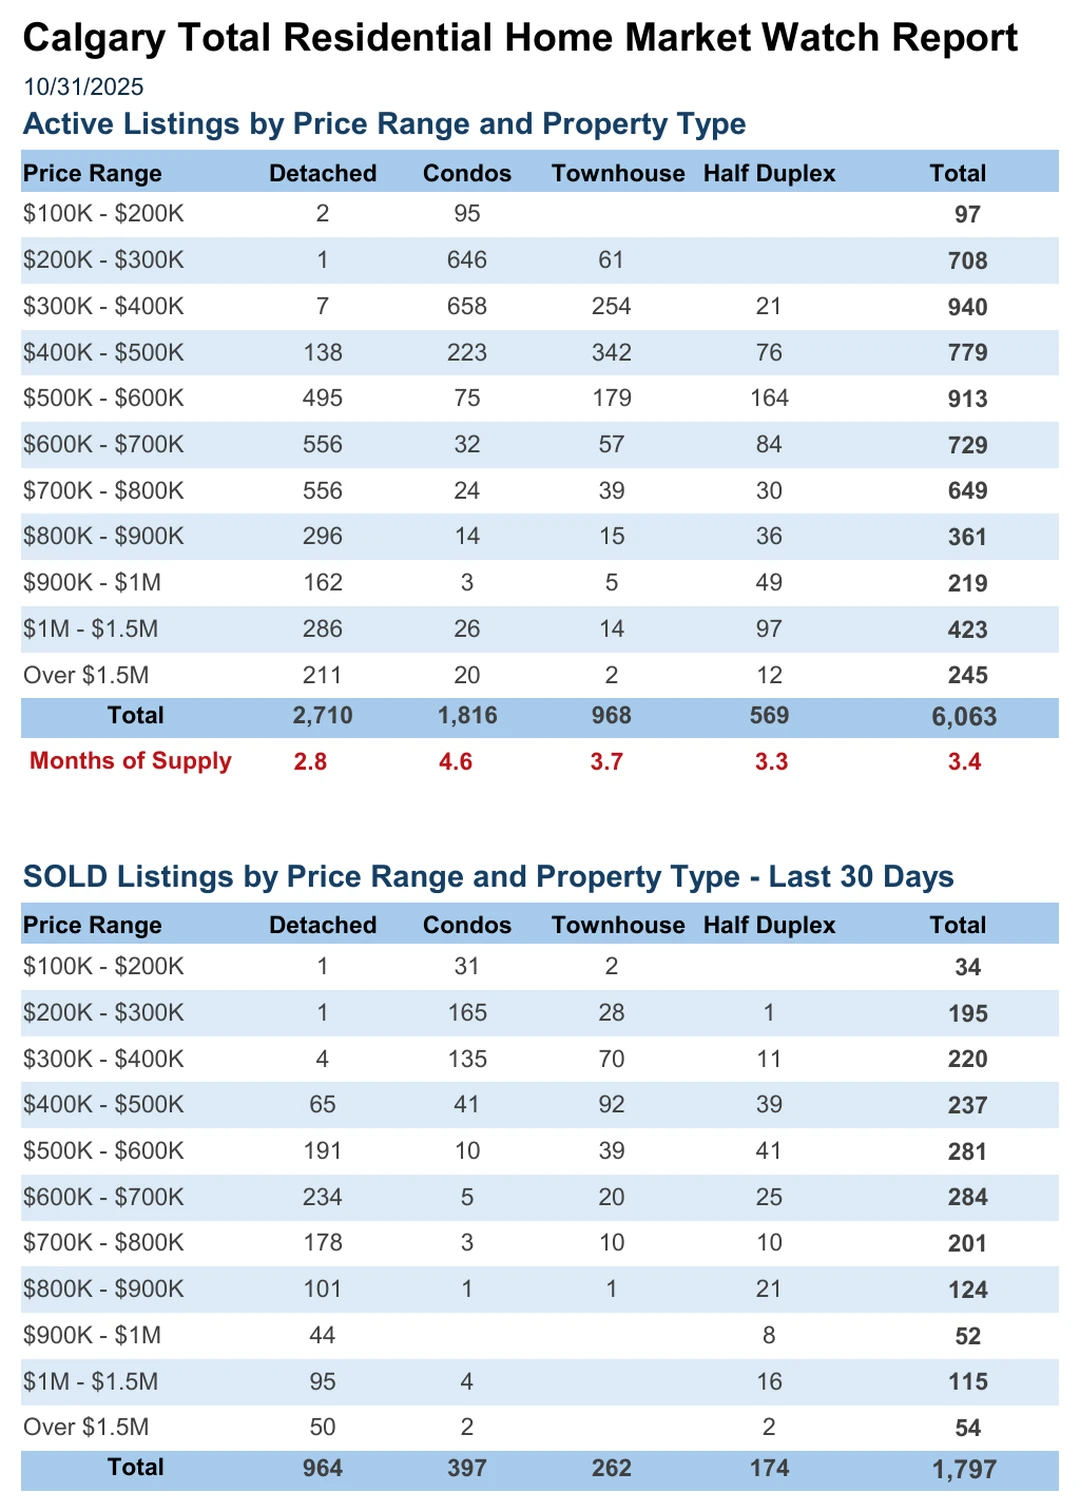 Calgary Total Residential Home Market Watch Report
10/31/2025
Active Listings by Price Range and Property Type
Price Range Detached Condos Townhouse Half Duplex Total
$100K - $200K 2 95 97
$200K - $300K 1 646 61 708
$300K - $400K 7 658 254 21 940
$400K - $500K 138 223 342 76 779
$500K - $600K 495 75 179 164 913
$600K - $700K 556 32 57 84 729
$700K - $800K 556 24 39 30 649
$800K - $900K 296 14 15 36 361
$900K - $1M 162 3 5 49 219
$1M - $1.5M 286 26 14 97 423
Over $1.5M 211 20 2 12 245
Total 2,710 1,816 968 569 6,063
Months of Supply 2.8 4.6 3.7 3.3 3.4
SOLD Listings by Price Range and Property Type - Last 30 Days
Price Range Detached Condos Townhouse Half Duplex Total
$100K - $200K 1 31 2 34
$200K - $300K 1 165 28 1 195
$300K - $400K 4 135 70 11 220
$400K - $500K 65 41 92 39 237
$500K - $600K 191 10 39 41 281
$600K - $700K 234 5 20 25 284
$700K - $800K 178 3 10 10 201
$800K - $900K 101 1 1 21 124
$900K - $1M 44 8 52
$1M - $1.5M 95 4 16 115
Over $1.5M 50 2 2 54
Total 964 397 262 174 1,797